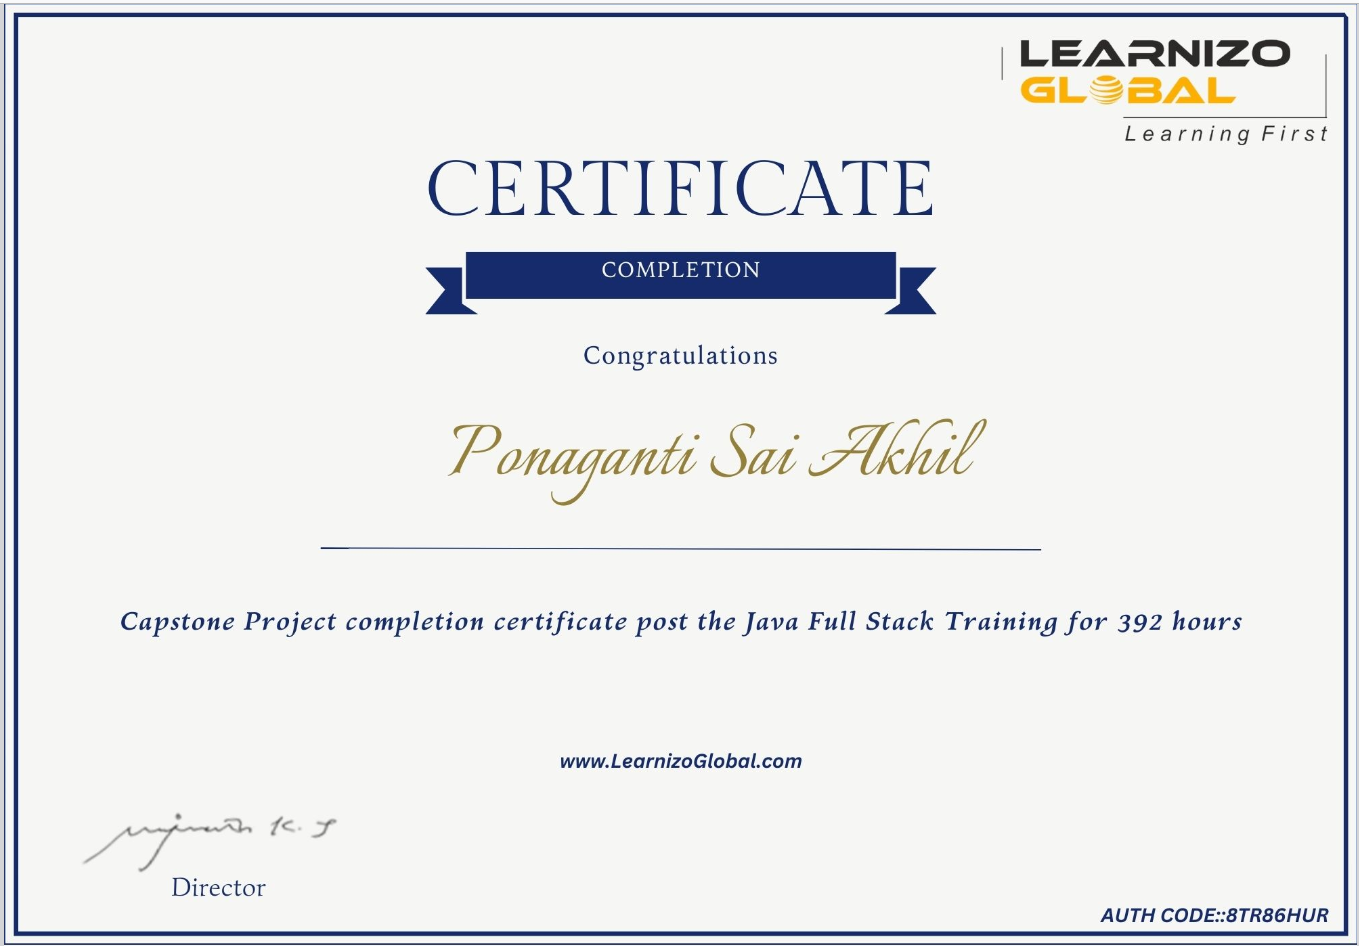 LEARNIZO
GLOBAL
Learning First
CERTIFICATE
COMPLETION
Congratulations
Ponaganti Sai Akhil
Capstone Project completion certificate post the Java Full Stack Training for 392 hours
www.LearnizoGlobal.com
K. J
Director
AUTH CODE::8TR86HUR